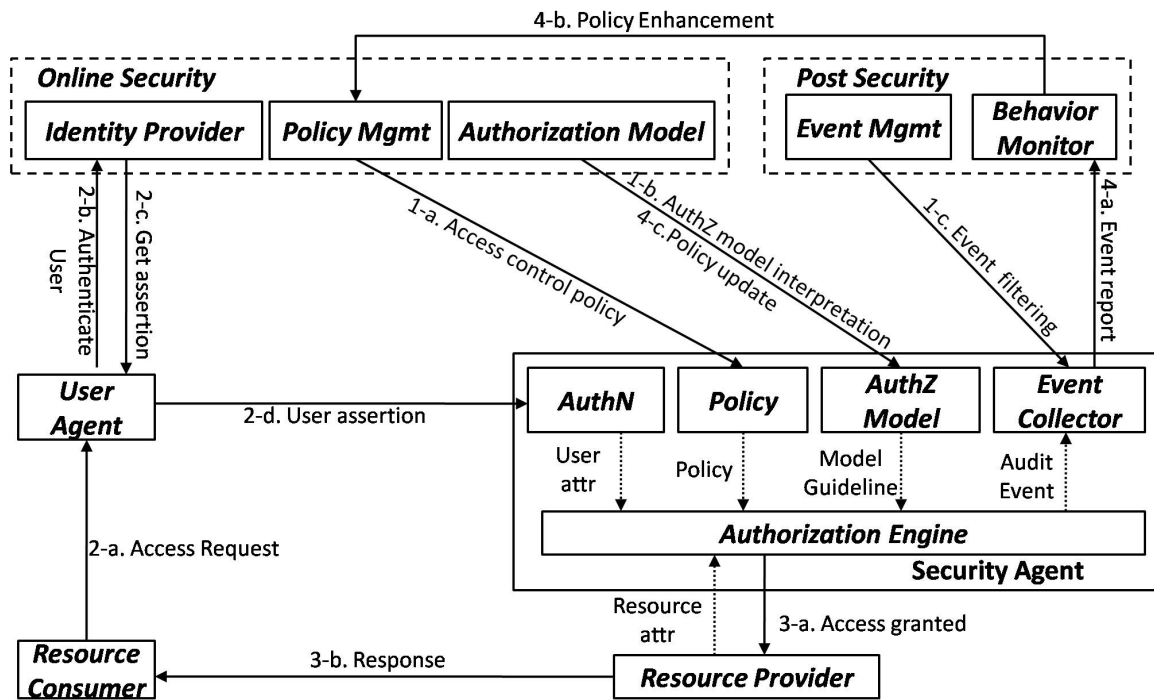 4-b. Policy Enhancement
Online Security
Post Security
Identity Provider
Policy Mgmt
Authorization Model
Event Mgmt
Behavior
Monitor
2-b. Authenticate
User
2-c. Get assertion
1-a. Access control policy
1-b. AuthZ model interpretation
4-c.Policy update
1-c. Event filtering
4-a. Event report
User
Agent
2-d. User assertion
AuthN
Policy
AuthZ
Model
Event
Collector
User
attr
Policy
Model
Guideline
Audit
Event
Authorization Engine
Security Agent
2-a. Access Request
Resource
attr
3-a. Access granted
Resource
Consumer
3-b. Response
Resource Provider